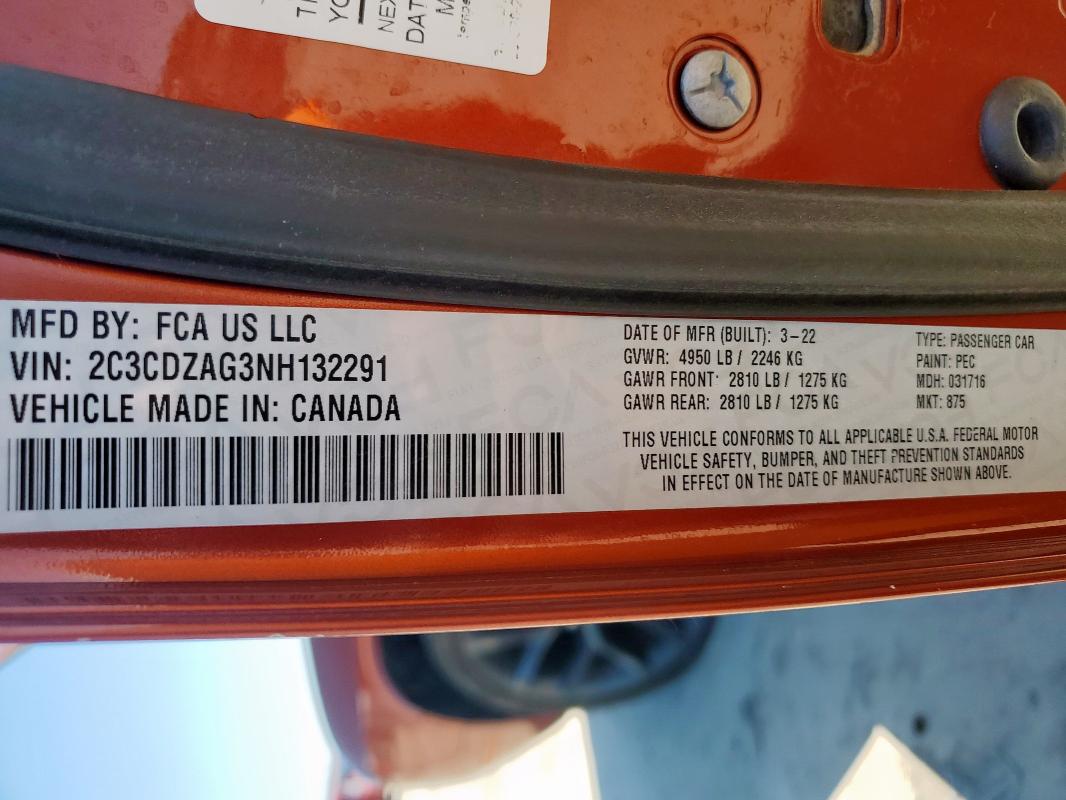 YO
NEX
DAT
MFD BY: FCA US LLC
VIN: 2C3CDZAG3NH132291
VEHICLE MADE IN: CANADA
DATE OF MFR (BUILT): 3-22
GVWR: 4950 LB / 2246 KG
GAWR FRONT: 2810 LB / 1275 KG
GAWR REAR: 2810 LB / 1275 KG
TYPE: PASSENGER CAR
PAINT: PEC
MDH: 031716
MKT: 875
THIS VEHICLE CONFORMS TO ALL APPLICABLE U.S.A. FEDERAL MOTOR
VEHICLE SAFETY, BUMPER, AND THEFT PREVENTION STANDARDS
IN EFFECT ON THE DATE OF MANUFACTURE SHOWN ABOVE.